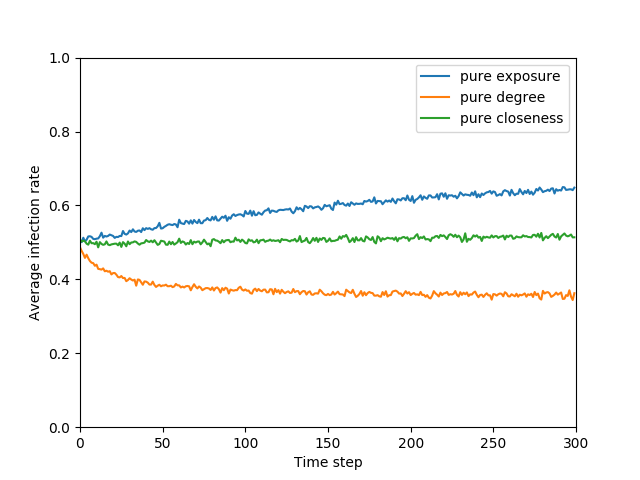 pure exposure
pure degree
pure closeness
1.0
0.8
0.6
0.4
0.2
0.0
Average infection rate
0 50 100 150 200 250 300
Time step